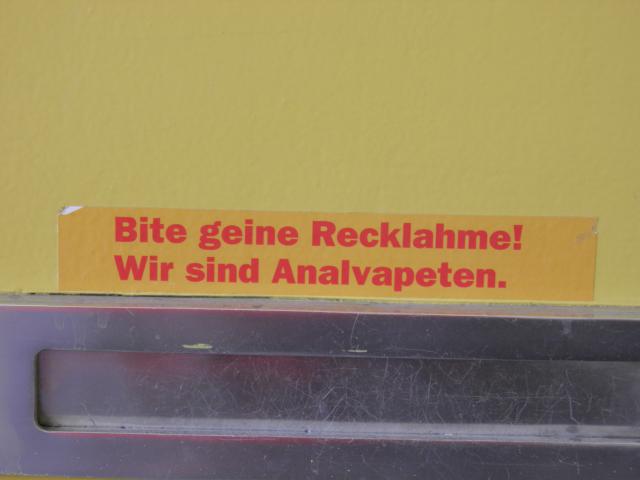 Bite geine Recklahme!
Wir sind Analvapeten.